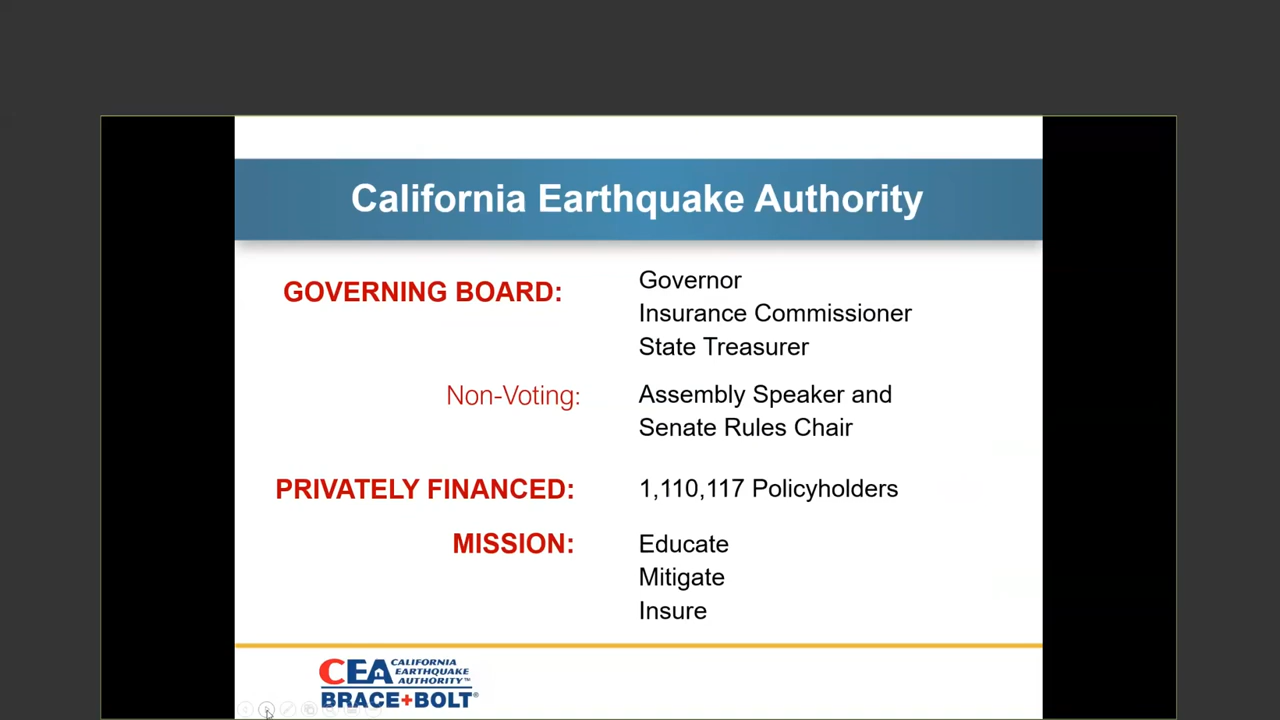 California Earthquake Authority
GOVERNING BOARD:
Governor
Insurance Commissioner
State Treasurer
Non-Voting:
Assembly Speaker and
Senate Rules Chair
PRIVATELY FINANCED:
1,110,117 Policyholders
MISSION:
Educate
Mitigate
Insure
CEA CALIFORNIA
EARTHQUAKE
AUTHORITY™
BRACE+BOLT®